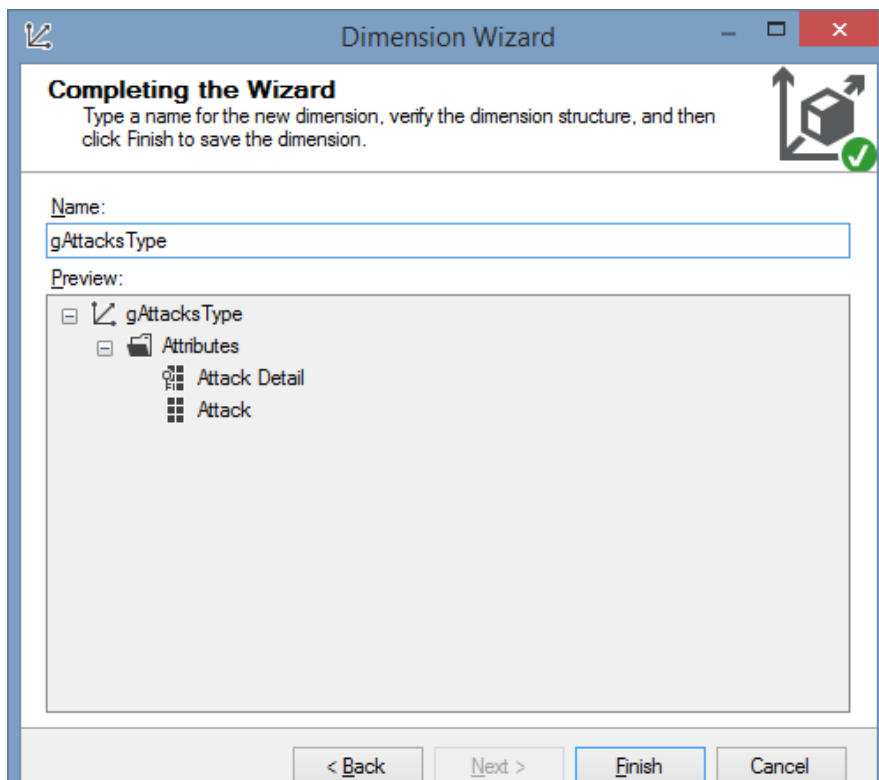 Dimension Wizard
Completing the Wizard
Type a name for the new dimension, verify the dimension structure, and then
click Finish to save the dimension.
Name:
gAttacksType
Preview:
gAttacksType
Attributes
Attack Detail
Attack
< Back Next > Finish Cancel